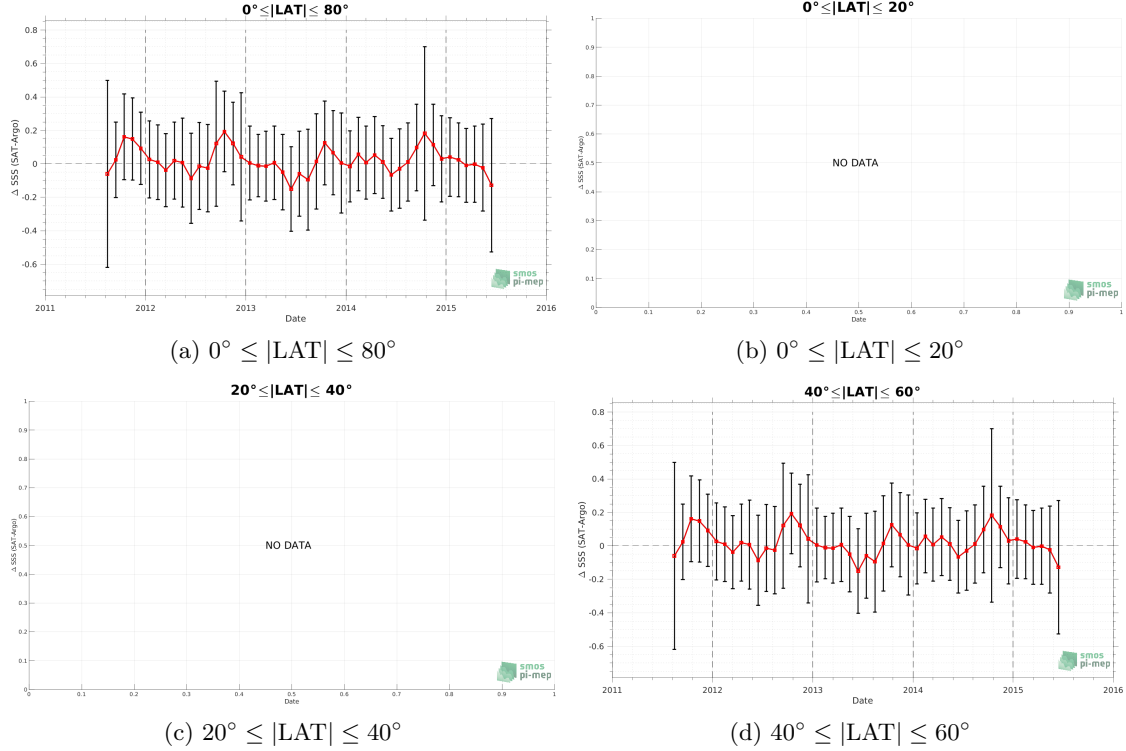 0°≤|LAT|≤ 80°
0.8
0.6
0.4
0.2
0
-0.2
-0.4
-0.6
Δ SSS (SAT-Argo)
2011 2012 2013 2014 2015 2016
Date
smos
pi-mep
(a) 0° ≤ |LAT| ≤ 80°
0°≤|LAT|≤ 20°
1
0.9
0.8
0.7
0.6
0.5
0.4
0.3
0.2
0.1
0
Δ SSS (SAT-Argo)
NO DATA
0 0.1 0.2 0.3 0.4 0.5 0.6 0.7 0.8 0.9 1
Date
smos
pi-mep
(b) 0° ≤ |LAT| ≤ 20°
20°≤|LAT|≤ 40°
1
0.9
0.8
0.7
0.6
0.5
0.4
0.3
0.2
0.1
0
Δ SSS (SAT-Argo)
NO DATA
0 0.1 0.2 0.3 0.4 0.5 0.6 0.7 0.8 0.9 1
Date
smos
pi-mep
(c) 20° ≤ |LAT| ≤ 40°
40°≤|LAT|≤ 60°
0.8
0.6
0.4
0.2
0
-0.2
-0.4
-0.6
Δ SSS (SAT-Argo)
2011 2012 2013 2014 2015 2016
Date
smos
pi-mep
(d) 40° ≤ |LAT| ≤ 60°